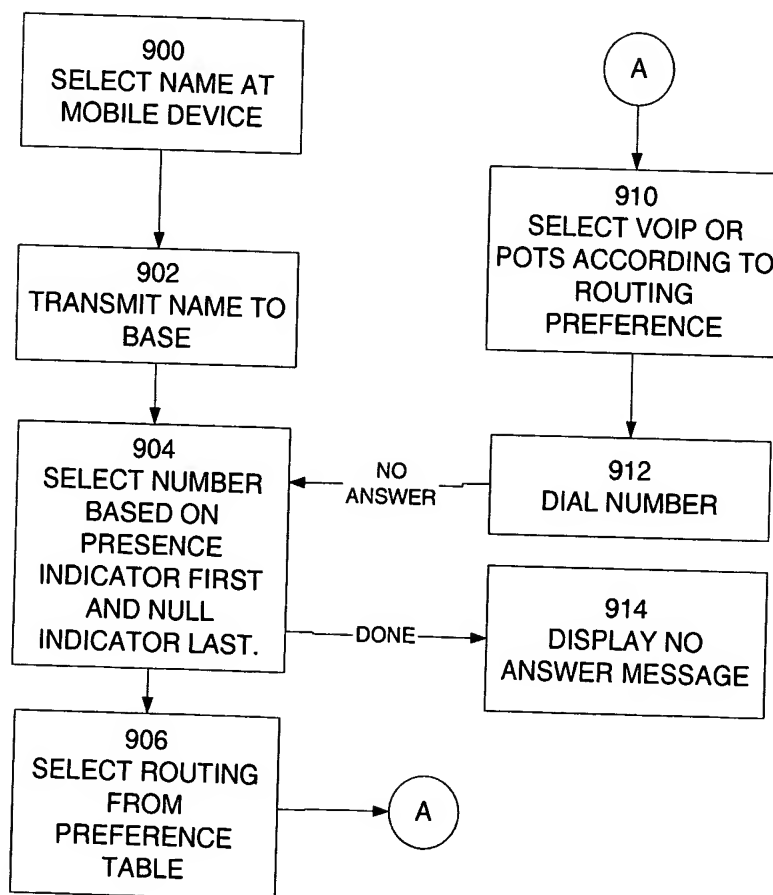 900
SELECT NAME AT
MOBILE DEVICE
902
TRANSMIT NAME TO
BASE
904
SELECT NUMBER
BASED ON
PRESENCE
INDICATOR FIRST
AND NULL
INDICATOR LAST.
906
SELECT ROUTING
FROM
PREFERENCE
TABLE
A
A
910
SELECT VOIP OR
POTS ACCORDING TO
ROUTING
PREFERENCE
912
DIAL NUMBER
NO
ANSWER
DONE
914
DISPLAY NO
ANSWER MESSAGE